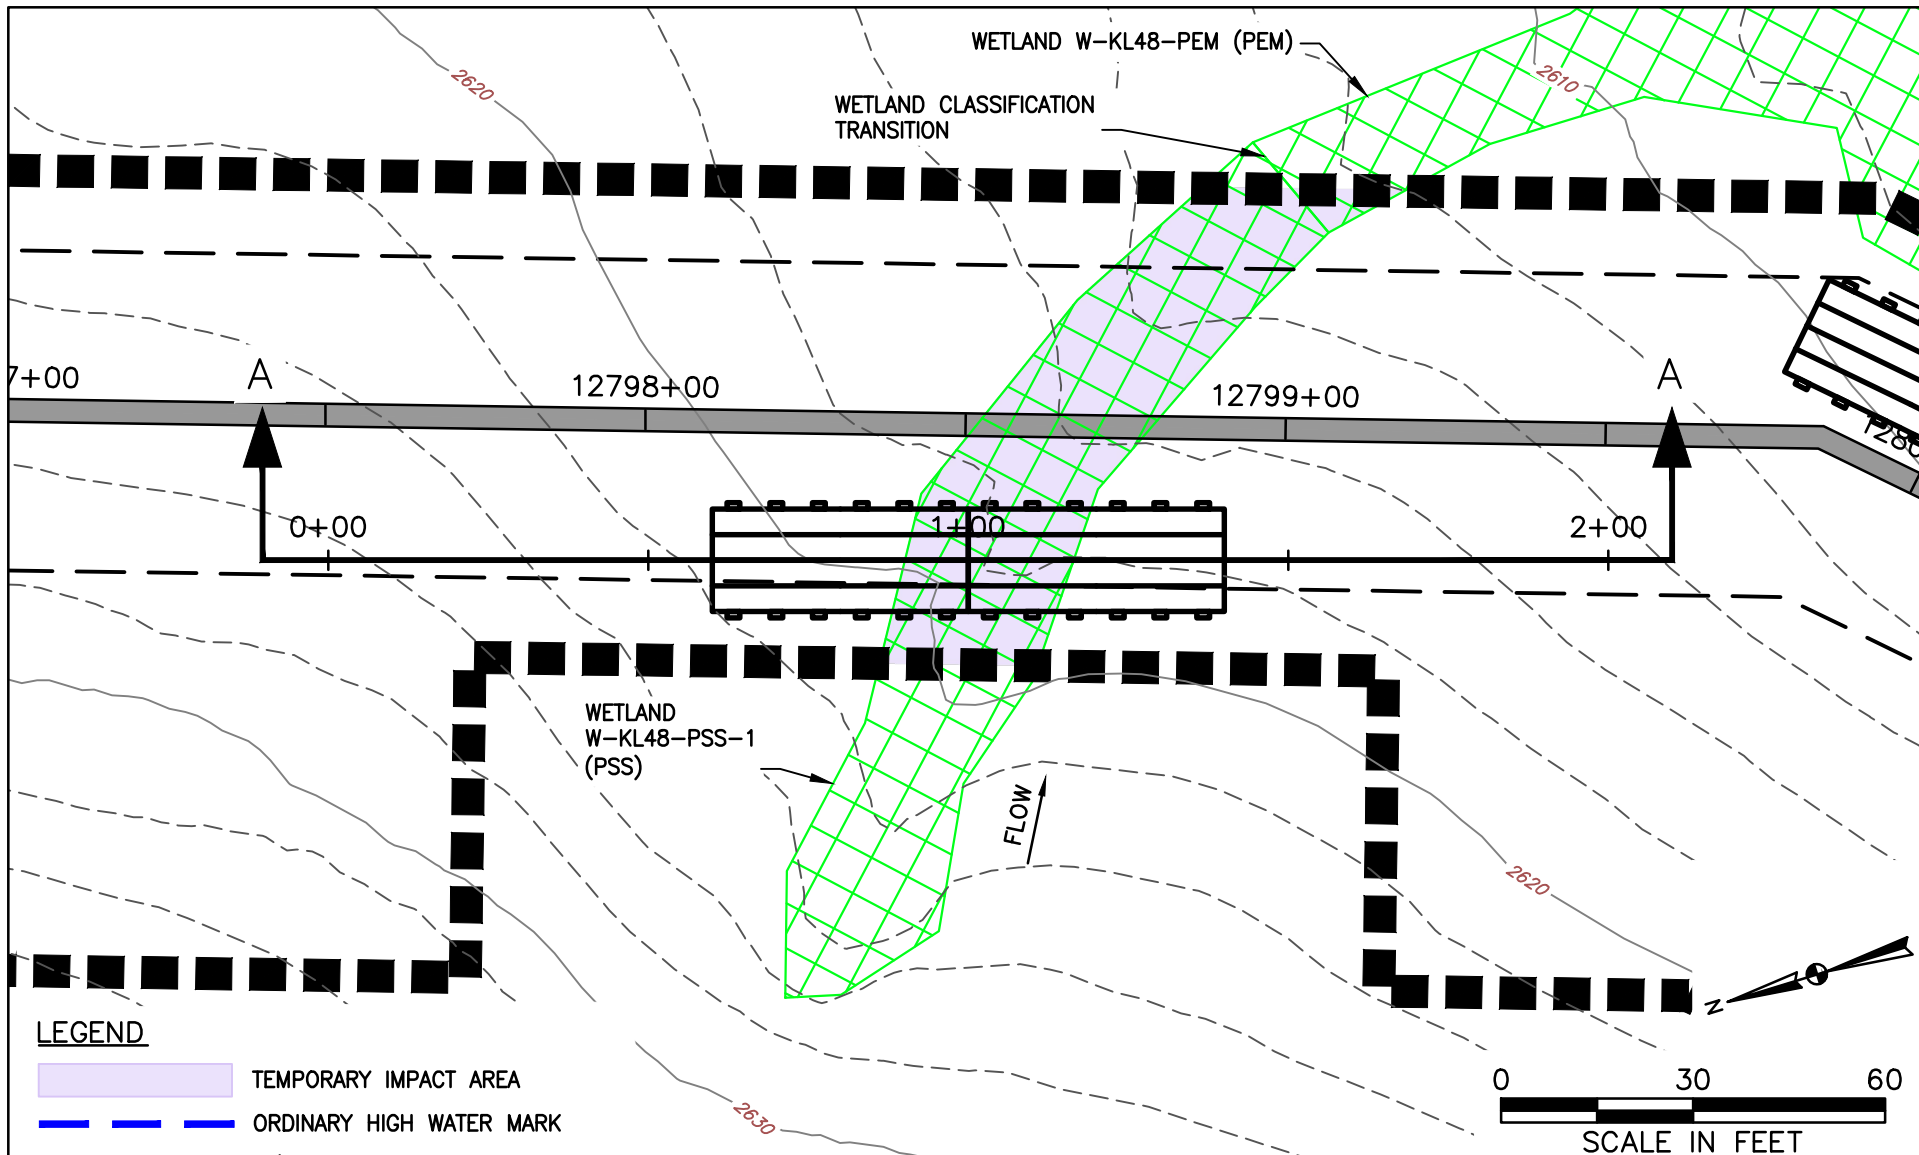 WETLAND W-KL48-PEM (PEM)
2620
2610
WETLAND CLASSIFICATION
TRANSITION
7+00
A
12798+00
12799+00
A
0+00
1+00
2+00
WETLAND
W-KL48-PSS-1
(PSS)
FLOW
2620
N
LEGEND
TEMPORARY IMPACT AREA
ORDINARY HIGH WATER MARK
2630
0 30 60
SCALE IN FEET